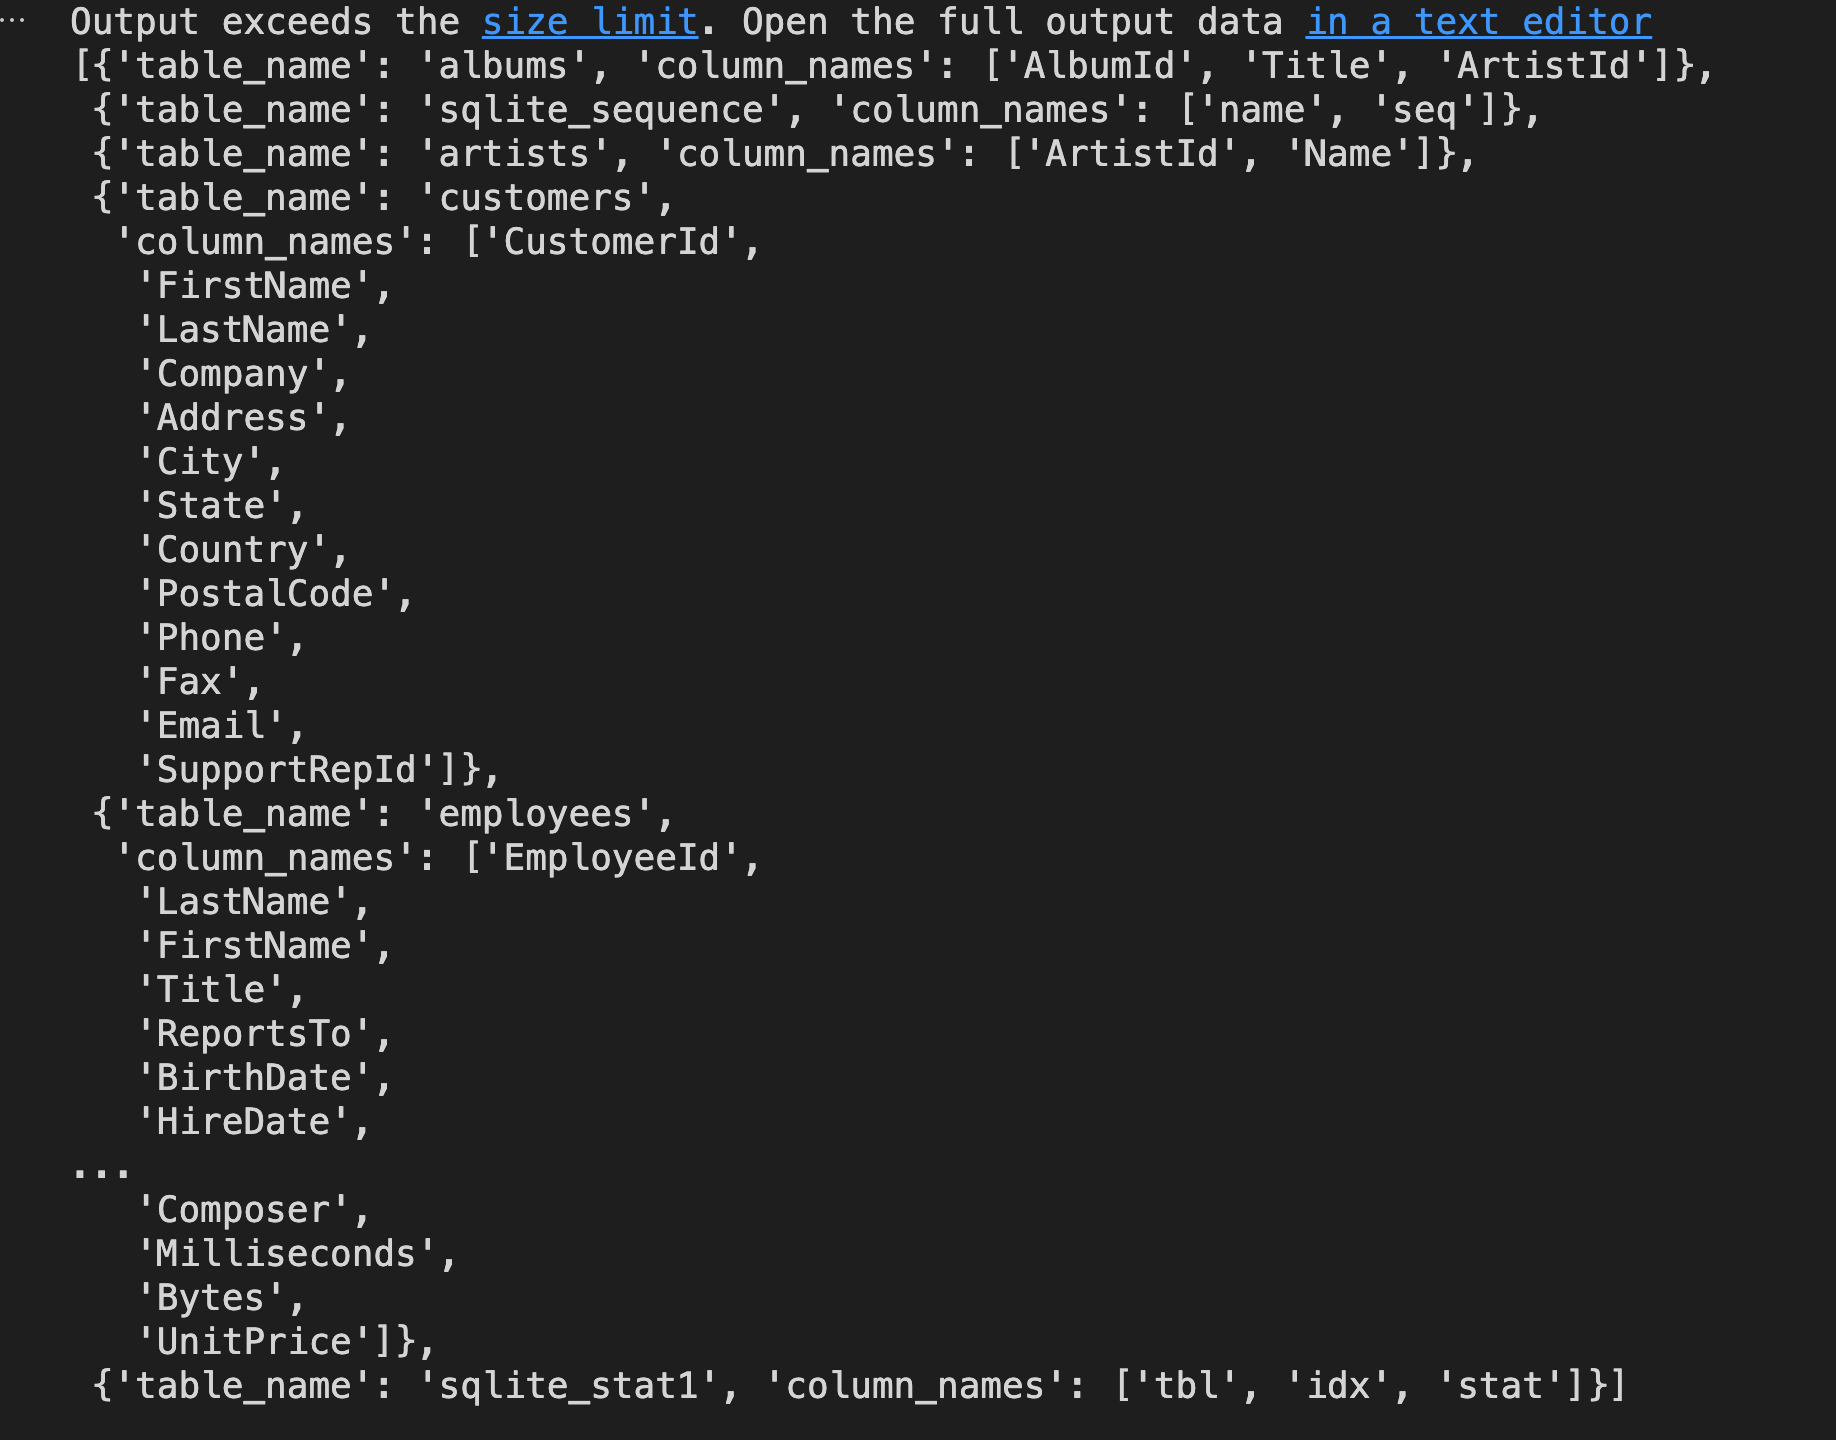 ... Output exceeds the size limit. Open the full output data in a text editor
[{'table_name': 'albums', 'column_names': ['AlbumId', 'Title', 'ArtistId']},
 {'table_name': 'sqlite_sequence', 'column_names': ['name', 'seq']},
 {'table_name': 'artists', 'column_names': ['ArtistId', 'Name']},
 {'table_name': 'customers',
  'column_names': ['CustomerId',
   'FirstName',
   'LastName',
   'Company',
   'Address',
   'City',
   'State',
   'Country',
   'PostalCode',
   'Phone',
   'Fax',
   'Email',
   'SupportRepId']},
 {'table_name': 'employees',
  'column_names': ['EmployeeId',
   'LastName',
   'FirstName',
   'Title',
   'ReportsTo',
   'BirthDate',
   'HireDate',
...
   'Composer',
   'Milliseconds',
   'Bytes',
   'UnitPrice']},
 {'table_name': 'sqlite_stat1', 'column_names': ['tbl', 'idx', 'stat']}]